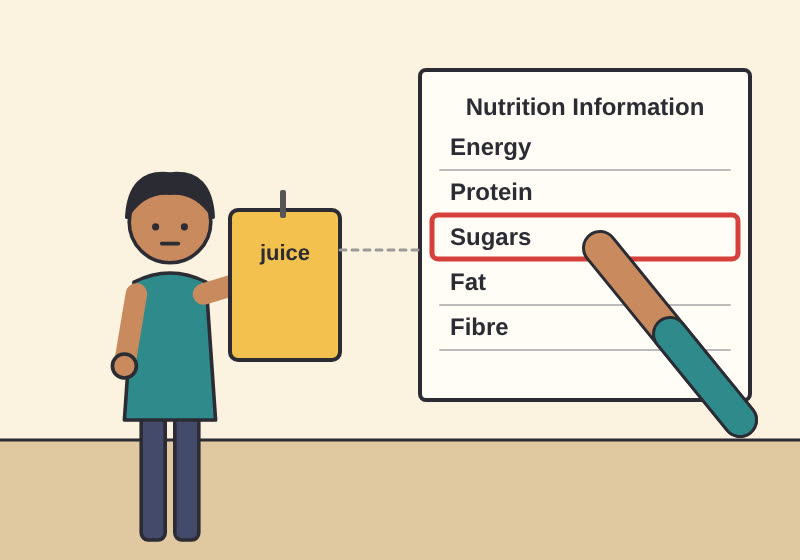 juice
Nutrition Information
Energy
Protein
Sugars
Fat
Fibre